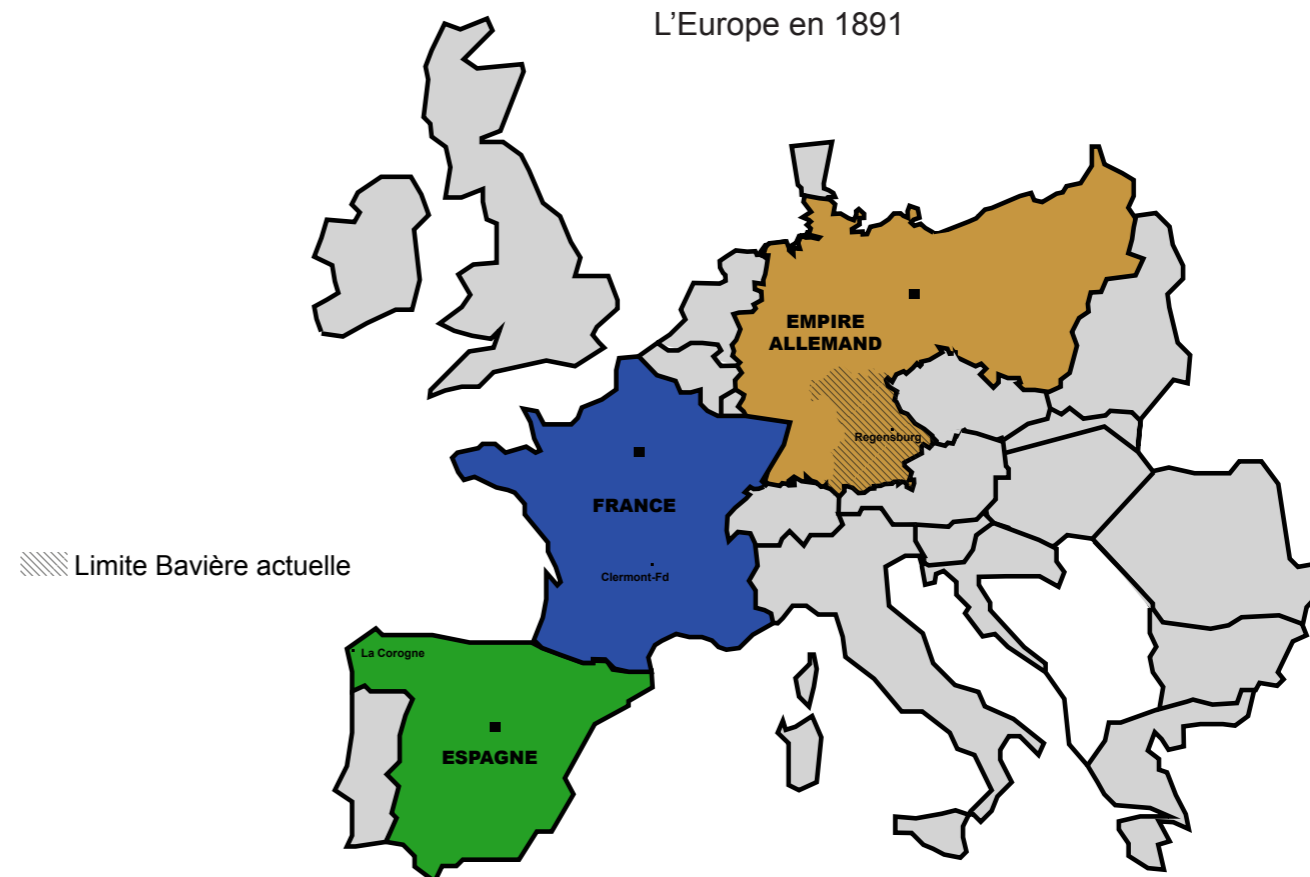 L'Europe en 1891
EMPIRE
ALLEMAND
Regensburg
FRANCE
Limite Bavière actuelle
Clermont-Fd
La Corogne
ESPAGNE